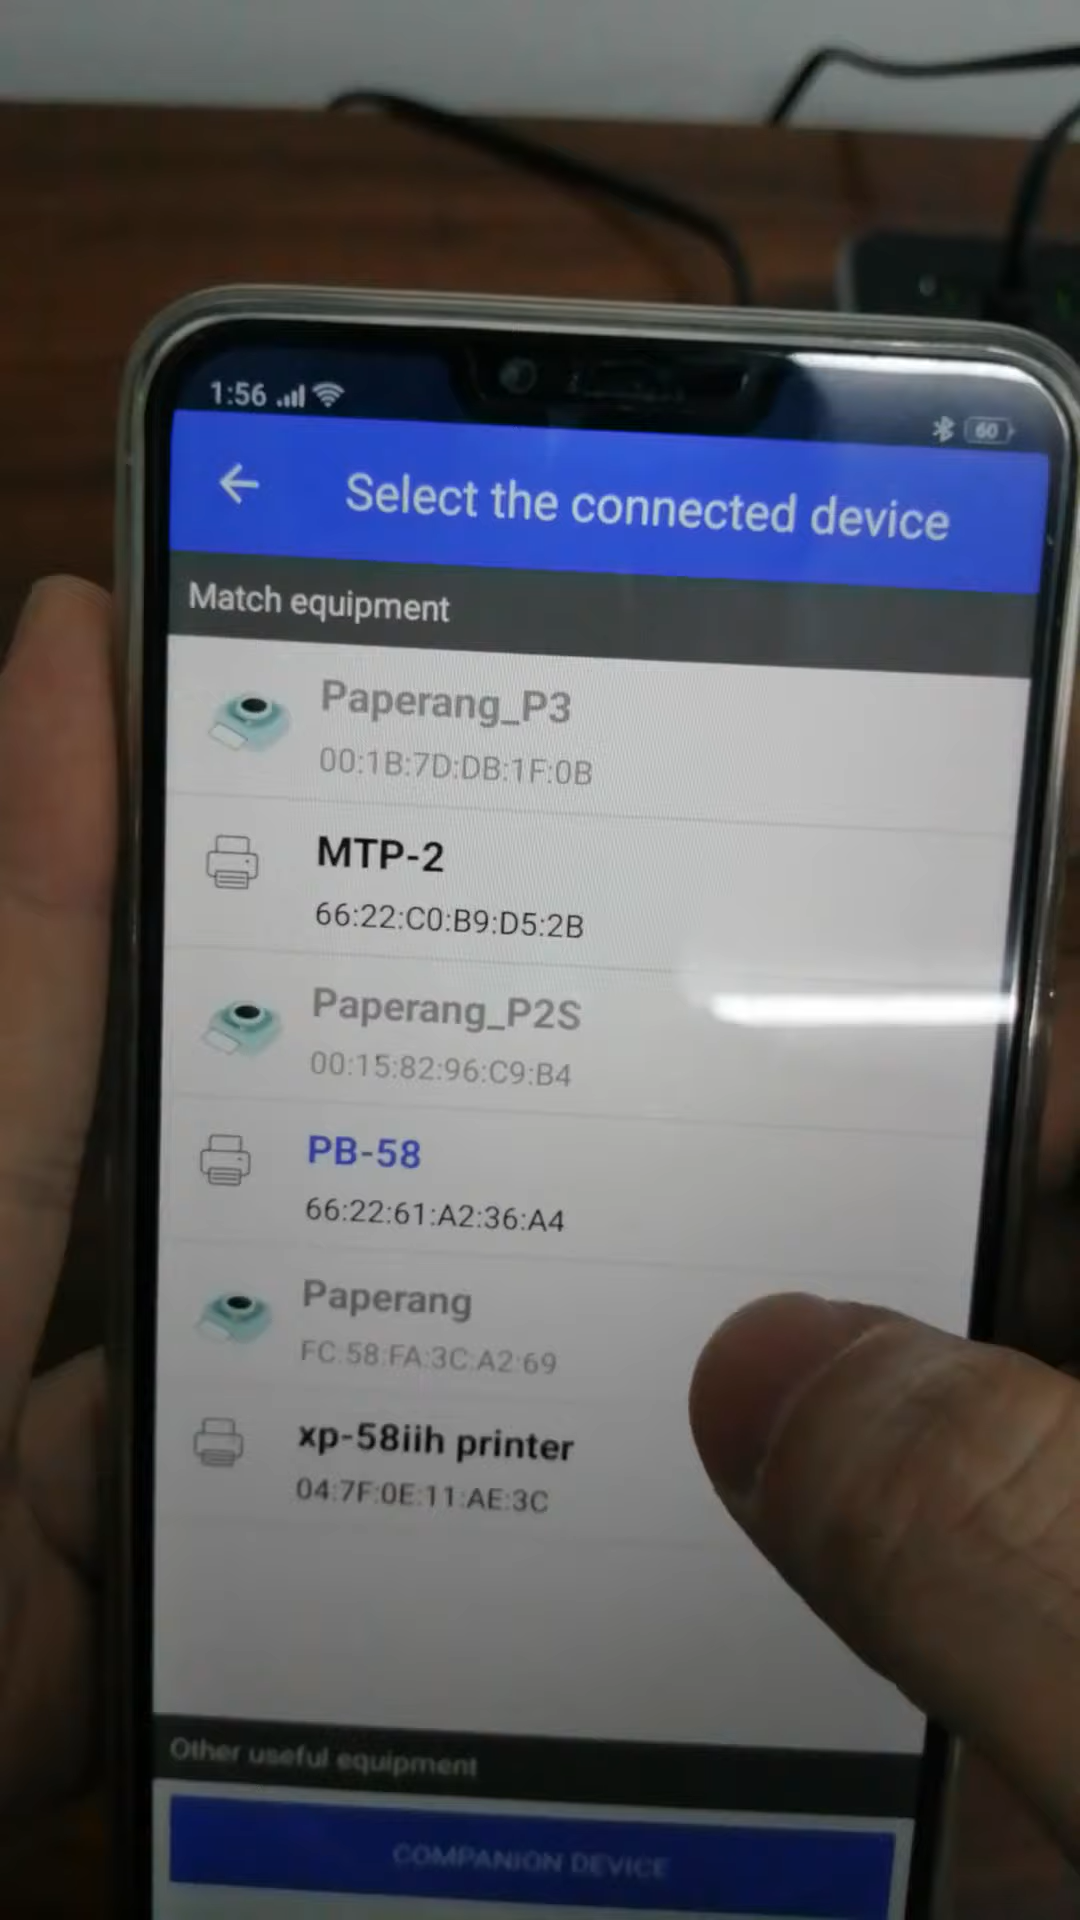 1:56
60
Select the connected device
Match equipment
Paperang_P3
00:1B:7D:DB:1F:0B
MTP-2
66:22:C0:B9:D5:2B
Paperang_P2S
00:15:82:96:C9:B4
PB-58
66:22:61:A2:36:A4
Paperang
FC:58:FA:3C:A2:69
xp-58iih printer
04:7F:0E:11:AE:3C
Other useful equipment
COMPANION DEVICE